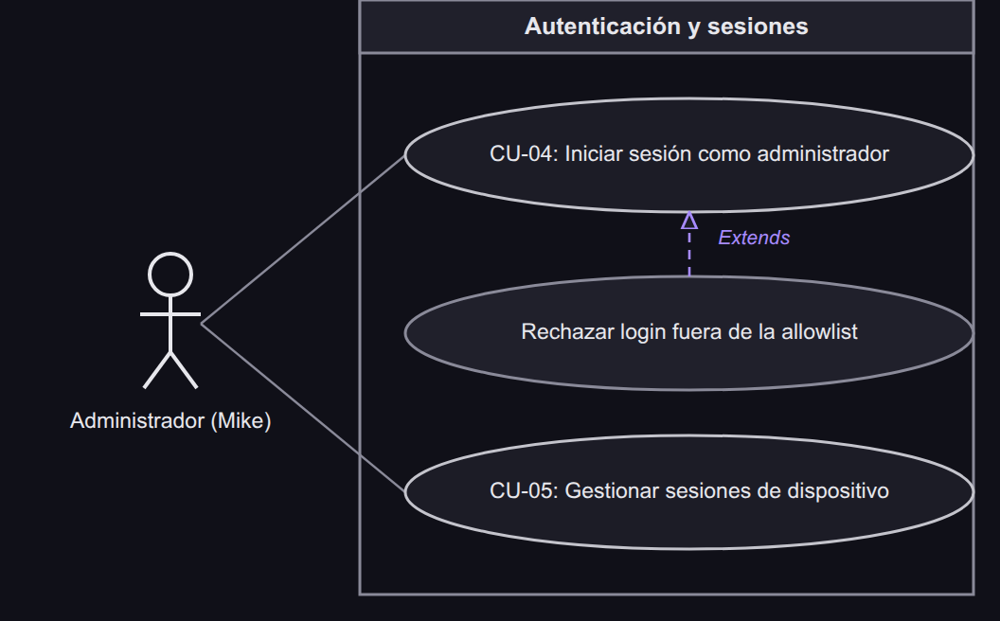 Autenticación y sesiones
CU-04: Iniciar sesión como administrador
Extends
Rechazar login fuera de la allowlist
Administrador (Mike)
CU-05: Gestionar sesiones de dispositivo